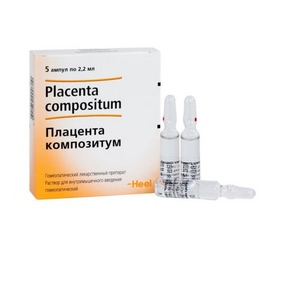 5 ампул по 2,2 мл
Placenta
compositum
Плацента
композитум
Гомеопатический лекарственный препарат
Раствор для внутримышечного введения
гомеопатический
-Heel